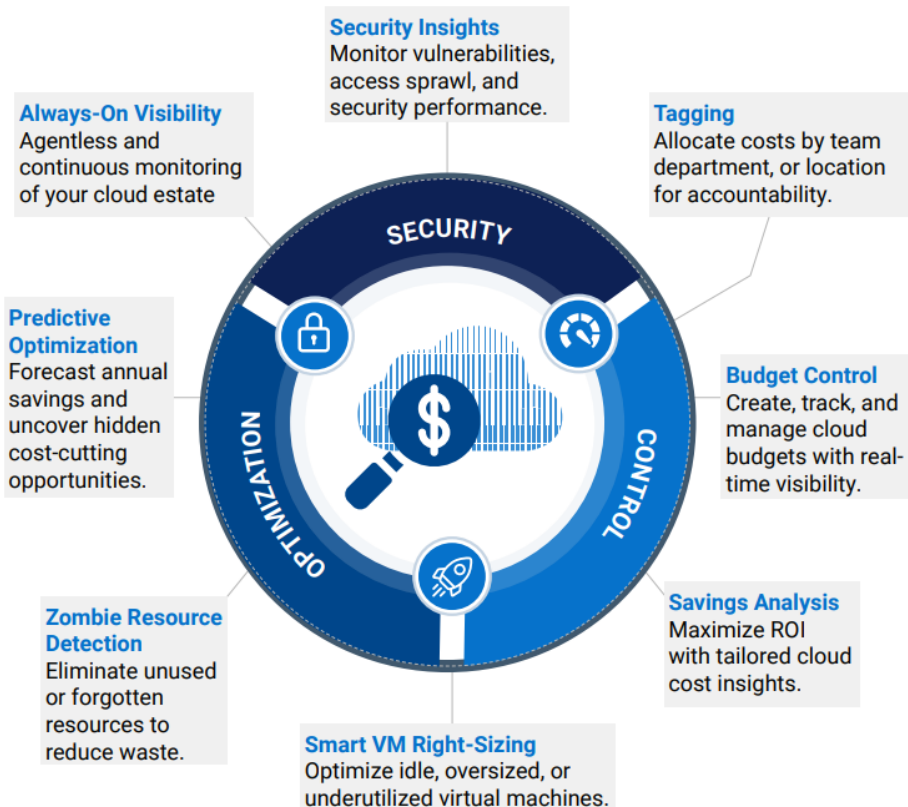 Security Insights
Monitor vulnerabilities,
access sprawl, and
security performance.
Always-On Visibility
Agentless and
continuous monitoring
of your cloud estate
Tagging
Allocate costs by team
department, or location
for accountability.
SECURITY
Predictive
Optimization
Forecast annual
savings and
uncover hidden
cost-cutting
opportunities.
$
OPTIMIZATION
CONTROL
Budget Control
Create, track, and
manage cloud
budgets with real-
time visibility.
Zombie Resource
Detection
Eliminate unused
or forgotten
resources to
reduce waste.
Savings Analysis
Maximize ROI
with tailored cloud
cost insights.
Smart VM Right-Sizing
Optimize idle, oversized, or
underutilized virtual machines.